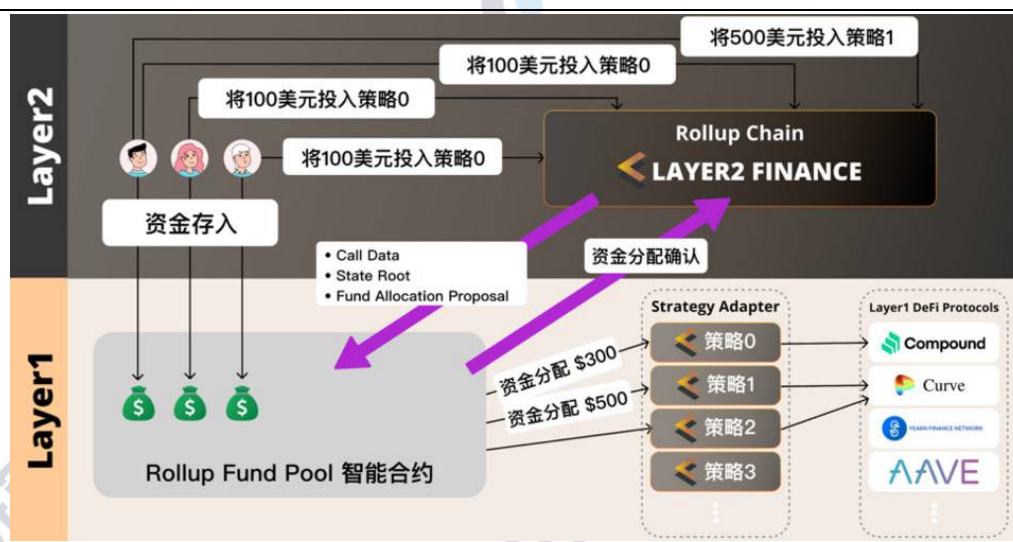 将500美元投入策略1
将100美元投入策略0
将100美元投入策略0
将100美元投入策略0
Layer2
Rollup Chain
LAYER2 FINANCE
资金存入
• Call Data
• State Root
• Fund Allocation Proposal
资金分配确认
Layer1
$ $ $
Rollup Fund Pool 智能合约
资金分配 $300
资金分配 $500
Strategy Adapter
策略0
策略1
策略2
策略3
Layer1 DeFi Protocols
Compound
Curve
YEARN FINANCE NETWORK
AAVE